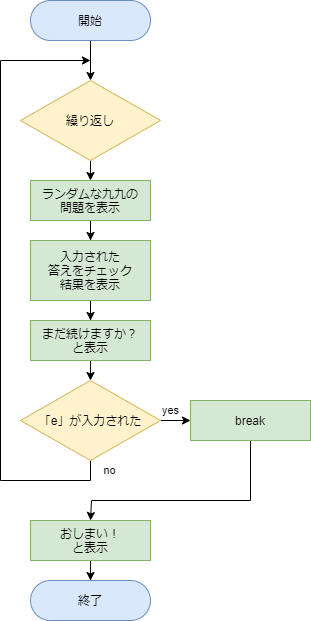 開始
繰り返し
ランダムな九九の
問題を表示
入力された
答えをチェック
結果を表示
まだ続けますか？
と表示
「e」が入力された
yes
break
no
おしまい！
と表示
終了